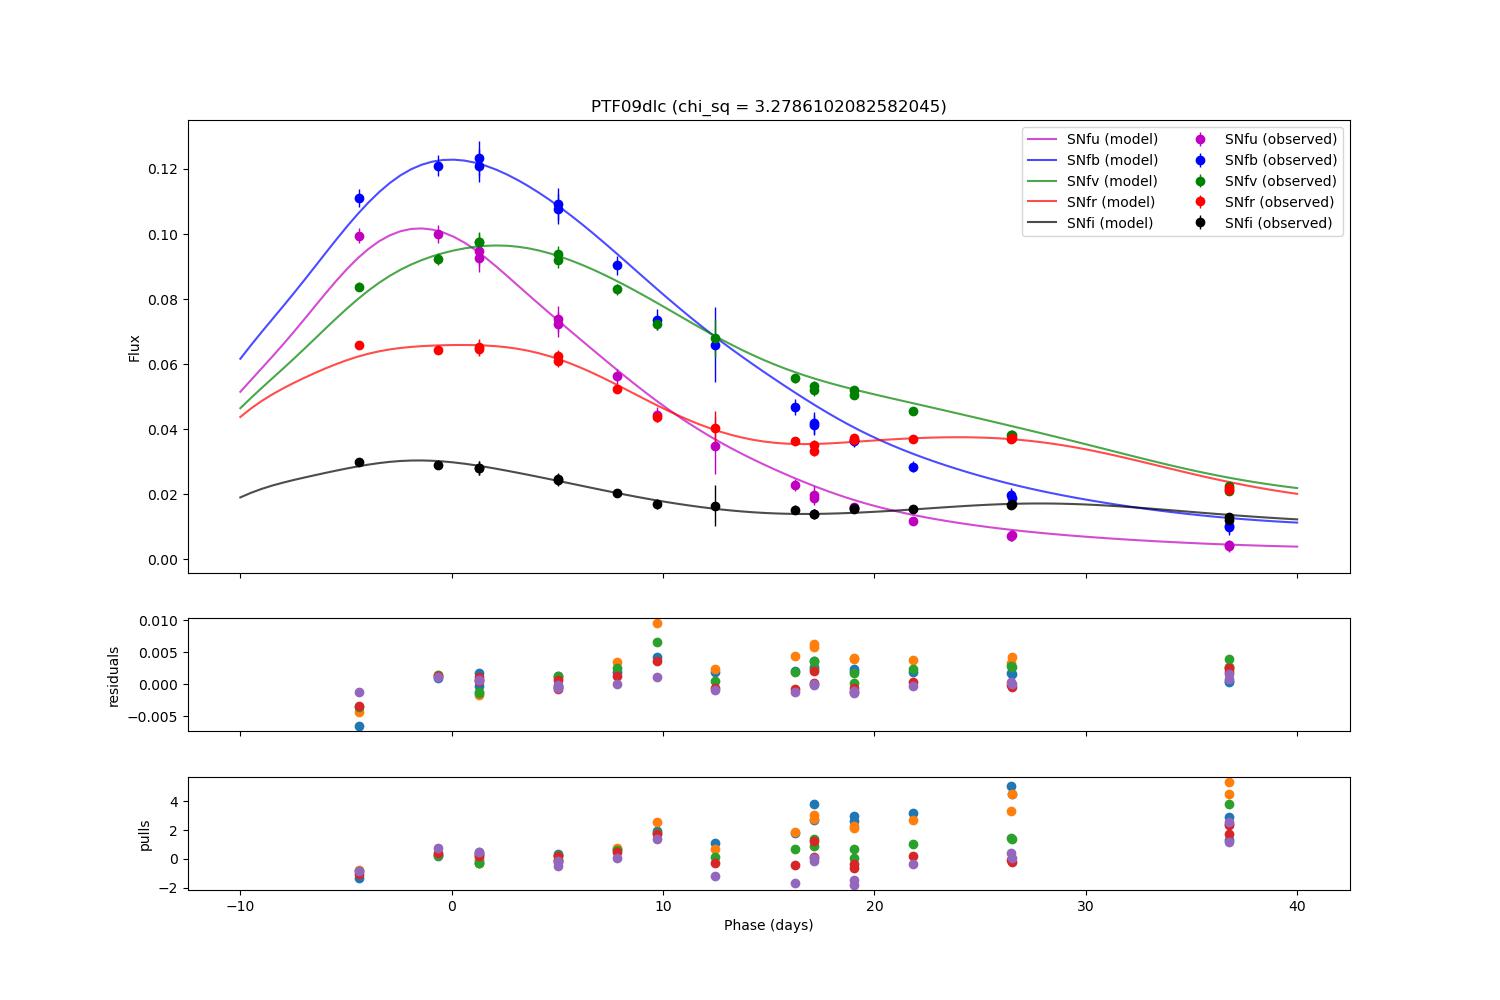 PTF09dlc (chi_sq = 3.2786102082582045)
SNfu (model)
SNfb (model)
SNfv (model)
SNfr (model)
SNfi (model)
SNfu (observed)
SNfb (observed)
SNfv (observed)
SNfr (observed)
SNfi (observed)
Flux
0.12
0.10
0.08
0.06
0.04
0.02
0.00
residuals
0.010
0.005
0.000
−0.005
pulls
4
2
0
−2
−10
0
10
20
30
40
Phase (days)